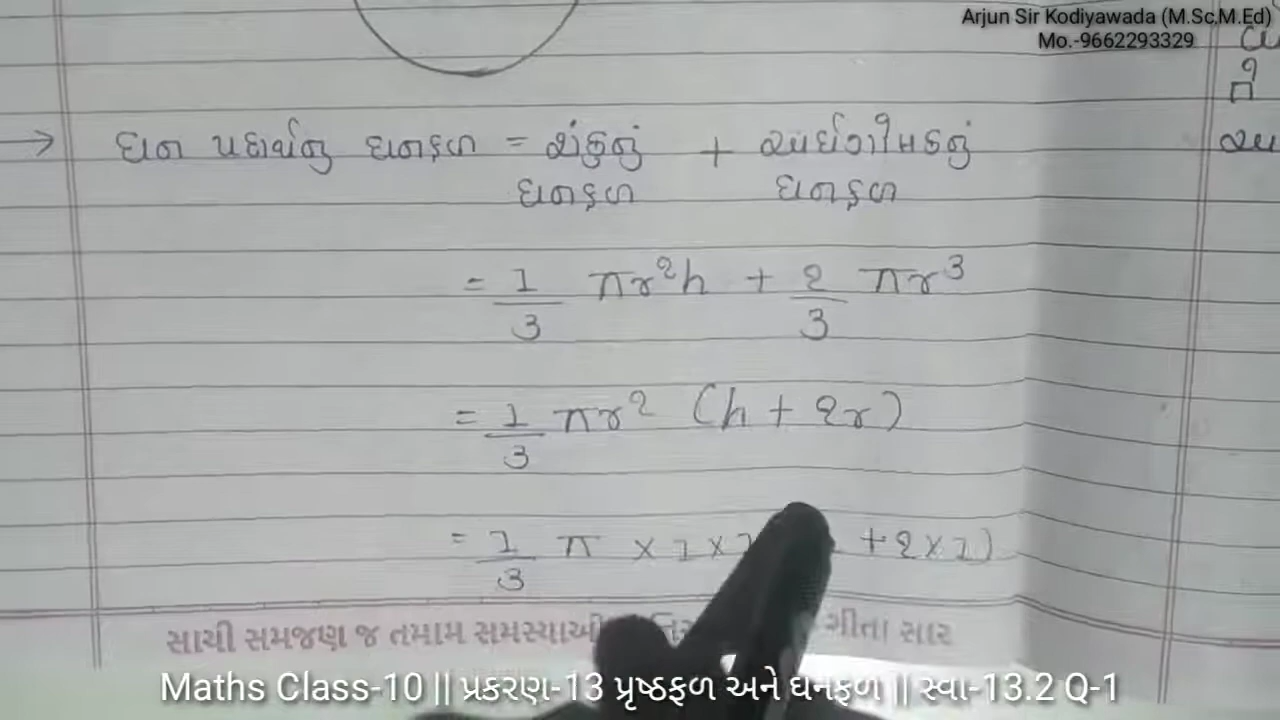 Arjun Sir Kodiyawada (M.Sc.M.Ed)
Mo.-9662293329
→ ઘન પદાર્થનું ઘનફળ = શંકુનું + અર્ધગોલકનું
ઘનફળ ઘનફળ
= 1/3 πr²h + 2/3 πr³
= 1/3 πr² (h + 2r)
= 1/3 π × 1 × 1 + 2 × 1)
સાચી સમજણ જ તમામ સમસ્યાઓ ગીતા સાર
Maths Class-10 || પ્રકરણ-13 પૃષ્ઠફળ અને ઘનફળ || સ્વા-13.2 Q-1